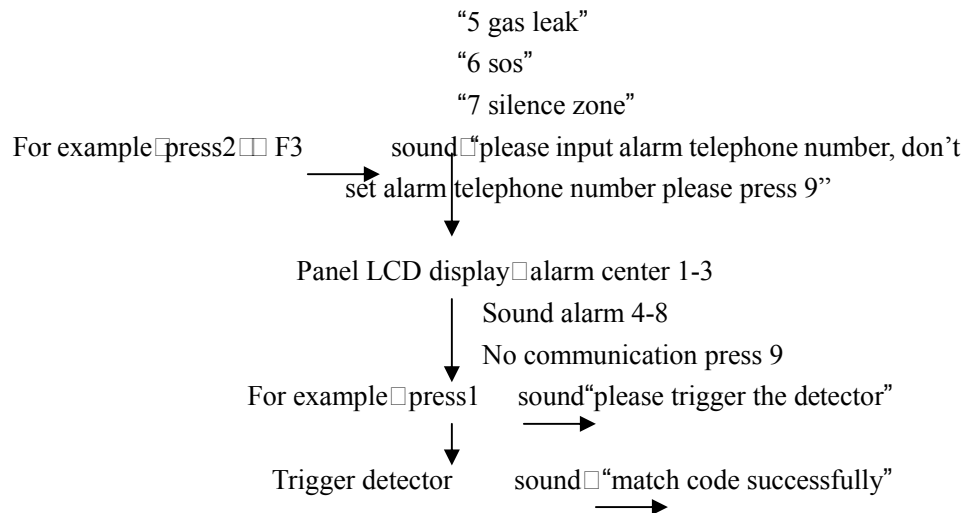 “5 gas leak”
“6 sos”
“7 silence zone”
For example□press2□□ F3 sound□“please input alarm telephone number, don’t
set alarm telephone number please press 9”
Panel LCD display□alarm center 1-3
Sound alarm 4-8
No communication press 9
For example□press1 sound“please trigger the detector”
Trigger detector sound□“match code successfully”